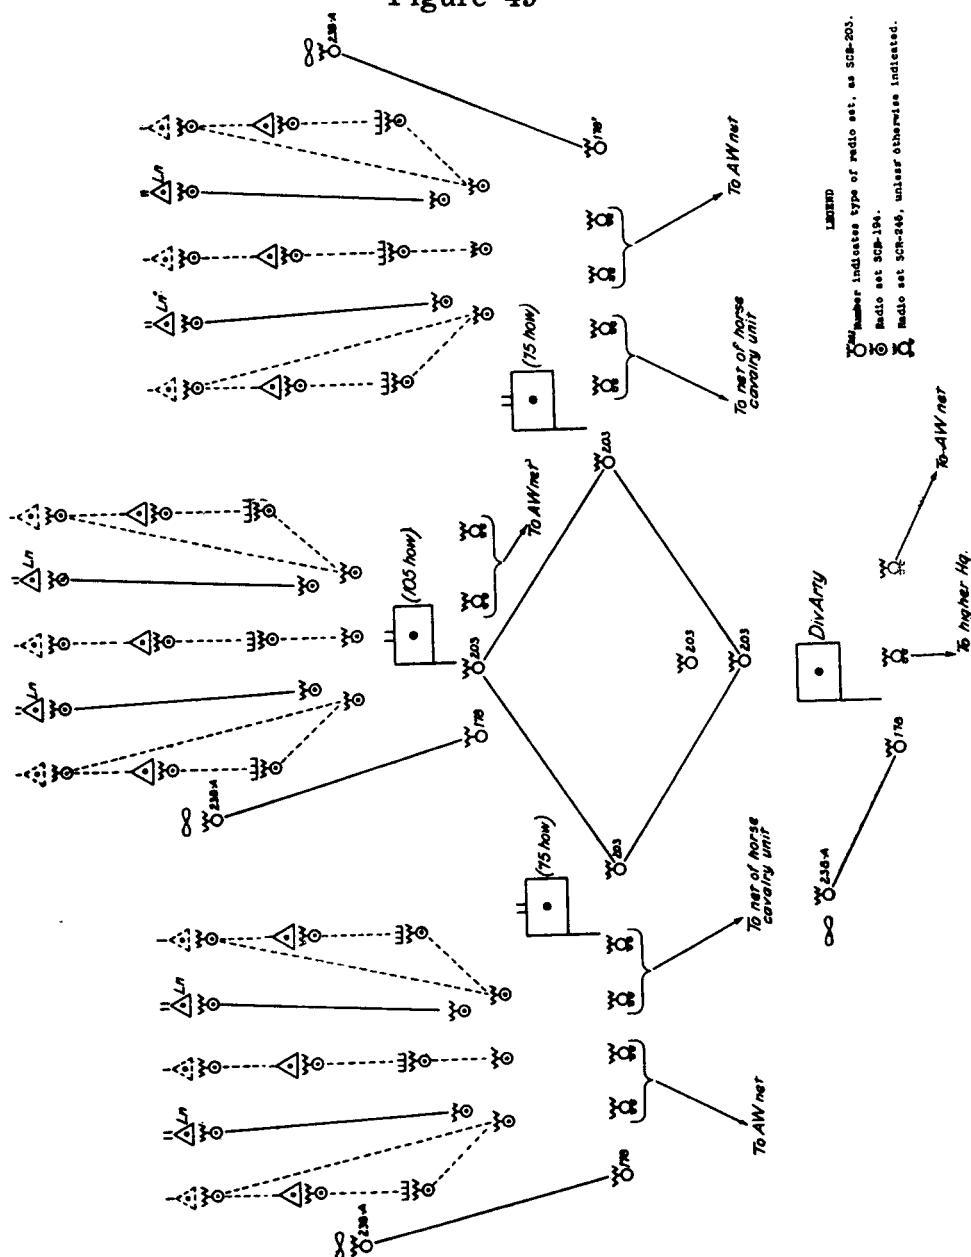 Figure 45
238-A
Ln
Ln
178
(75 how)
To AW net
To net of horse
cavalry unit
203
Ln
Ln
(105 how)
To AW net
203
178
238-A
203
203
Ln
Ln
(75 how)
203
To net of horse
cavalry unit
To AW net
178
238-A
Div Arty
To AW net
To higher Hq.
178
238-A
LEGEND
Number indicates type of radio set, as SCR-203.
Radio set SCR-194.
Radio set SCR-245, unless otherwise indicated.